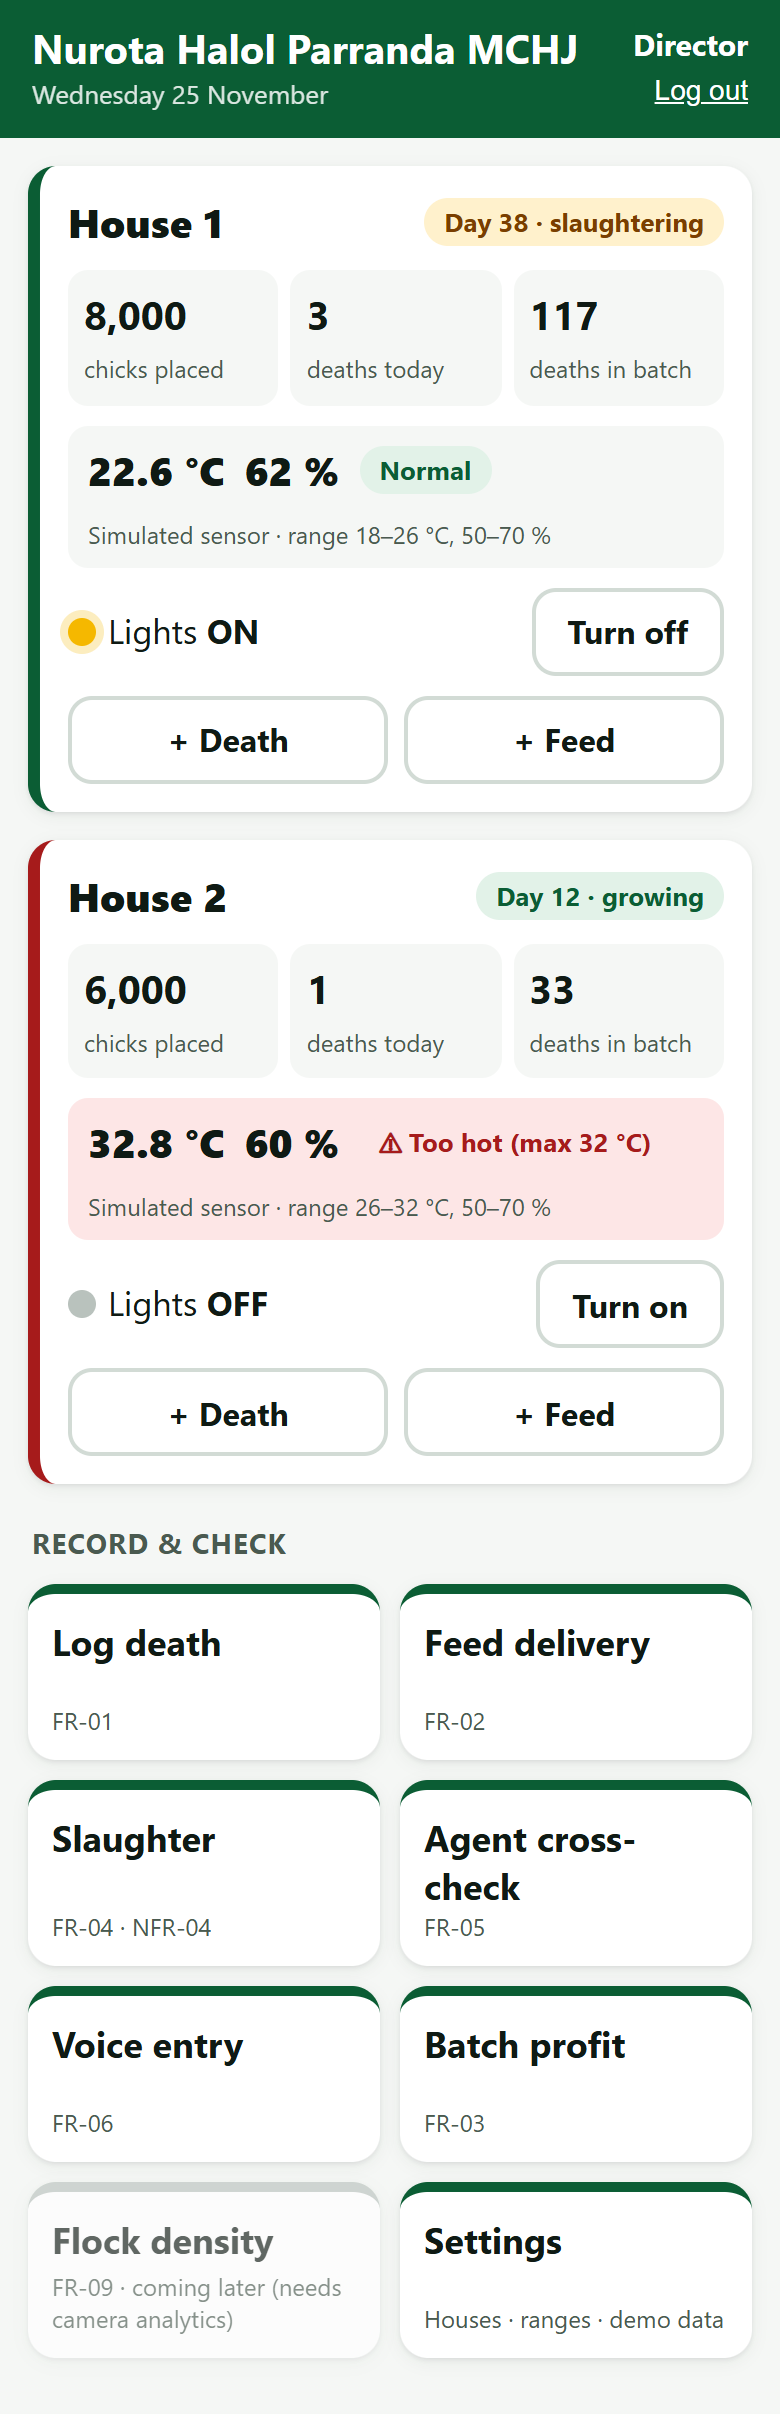 Nurota Halol Parranda MCHJ
Director
Wednesday 25 November
Log out
House 1
Day 38 · slaughtering
8,000
3
117
chicks placed
deaths today
deaths in batch
22.6 °C 62 %
Normal
Simulated sensor · range 18–26 °C, 50–70 %
Lights ON
Turn off
+ Death
+ Feed
House 2
Day 12 · growing
6,000
1
33
chicks placed
deaths today
deaths in batch
32.8 °C 60 %
⚠ Too hot (max 32 °C)
Simulated sensor · range 26–32 °C, 50–70 %
Lights OFF
Turn on
+ Death
+ Feed
RECORD & CHECK
Log death
FR-01
Feed delivery
FR-02
Slaughter
FR-04 · NFR-04
Agent cross-
check
FR-05
Voice entry
FR-06
Batch profit
FR-03
Flock density
FR-09 · coming later (needs
camera analytics)
Settings
Houses · ranges · demo data